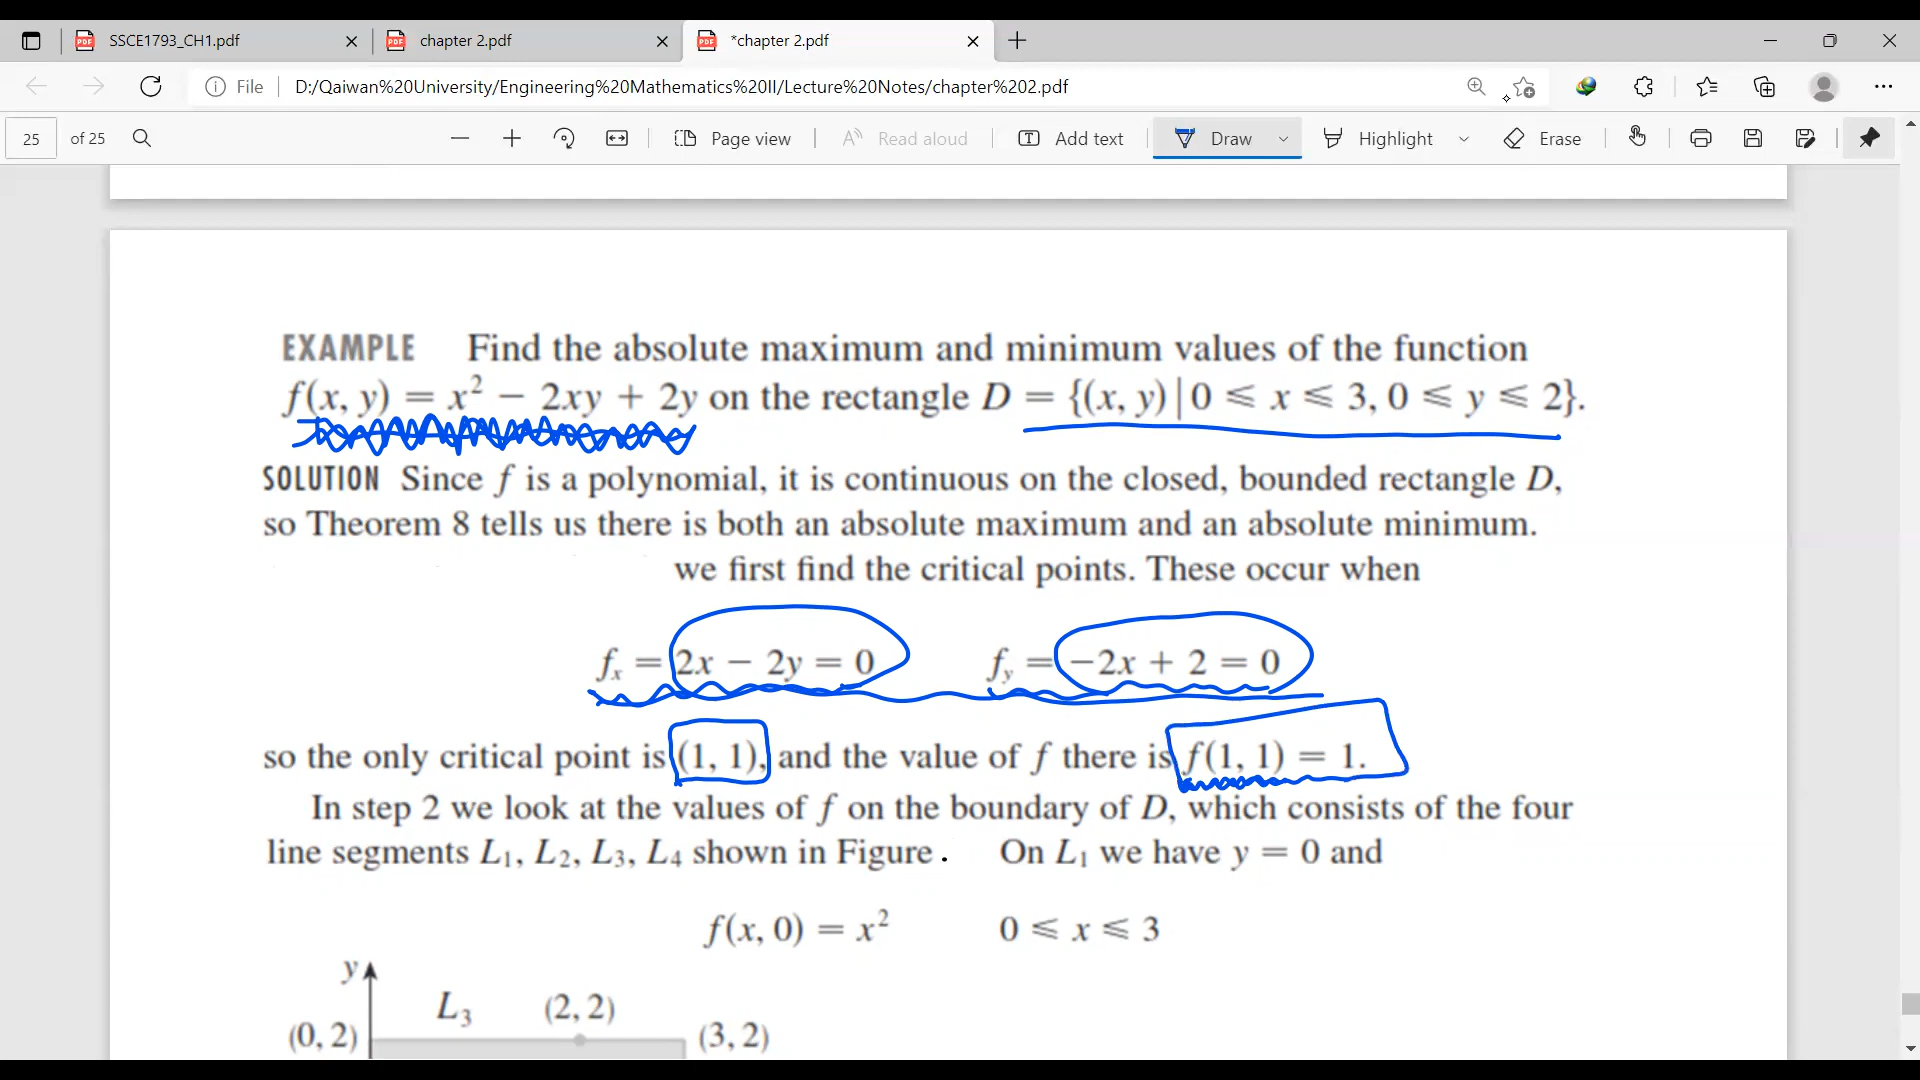 SSCE1793_CH1.pdf
chapter 2.pdf
*chapter 2.pdf
File
D:/Qaiwan%20University/Engineering%20Mathematics%20II/Lecture%20Notes/chapter%202.pdf
25 of 25
Page view
Read aloud
Add text
Draw
Highlight
Erase
EXAMPLE Find the absolute maximum and minimum values of the function
f(x, y) = x² − 2xy + 2y on the rectangle D = {(x, y) | 0 ⩽ x ⩽ 3, 0 ⩽ y ⩽ 2}.
SOLUTION Since f is a polynomial, it is continuous on the closed, bounded rectangle D,
so Theorem 8 tells us there is both an absolute maximum and an absolute minimum.
we first find the critical points. These occur when
fₓ = 2x − 2y = 0 f_y = −2x + 2 = 0
so the only critical point is (1, 1), and the value of f there is f(1, 1) = 1.
In step 2 we look at the values of f on the boundary of D, which consists of the four
line segments L₁, L₂, L₃, L₄ shown in Figure . On L₁ we have y = 0 and
f(x, 0) = x² 0 ⩽ x ⩽ 3
y
L₃ (2, 2)
(0, 2) (3, 2)